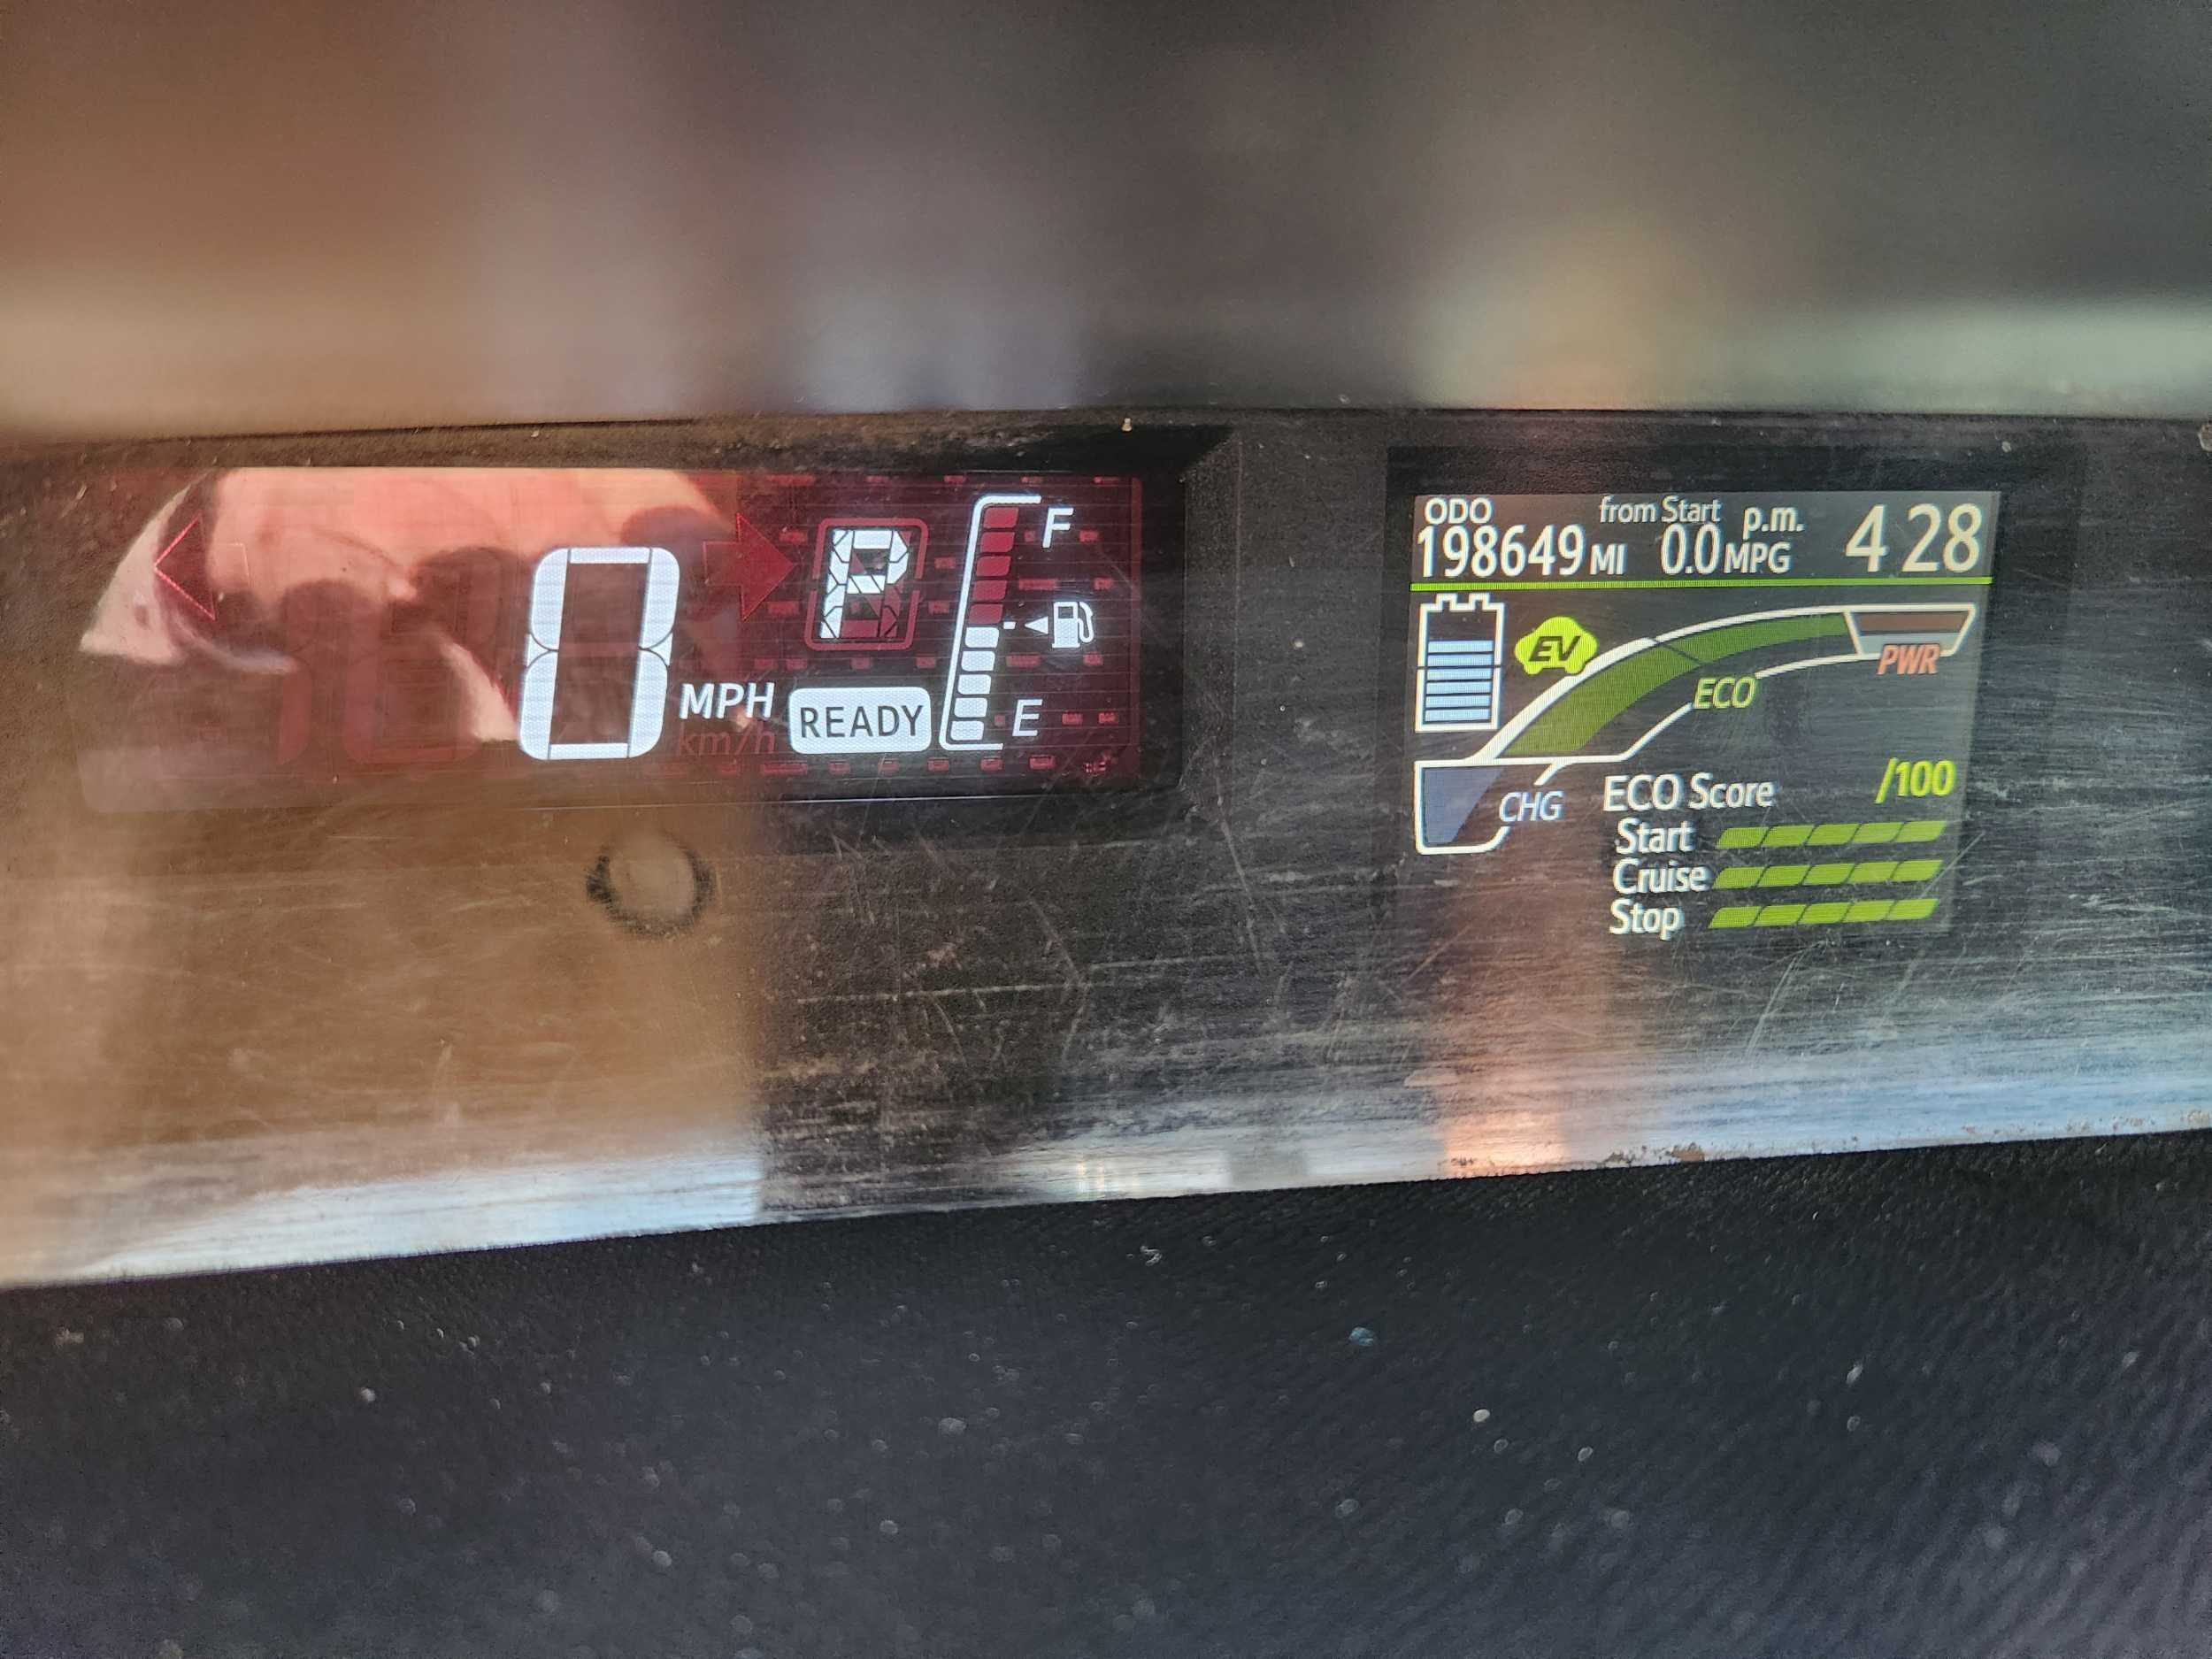 0 MPH
km/h
P
READY
F
E
ODO from Start p.m. 4 28
198649 MI 0.0 MPG
EV
PWR
ECO
CHG
ECO Score /100
Start
Cruise
Stop